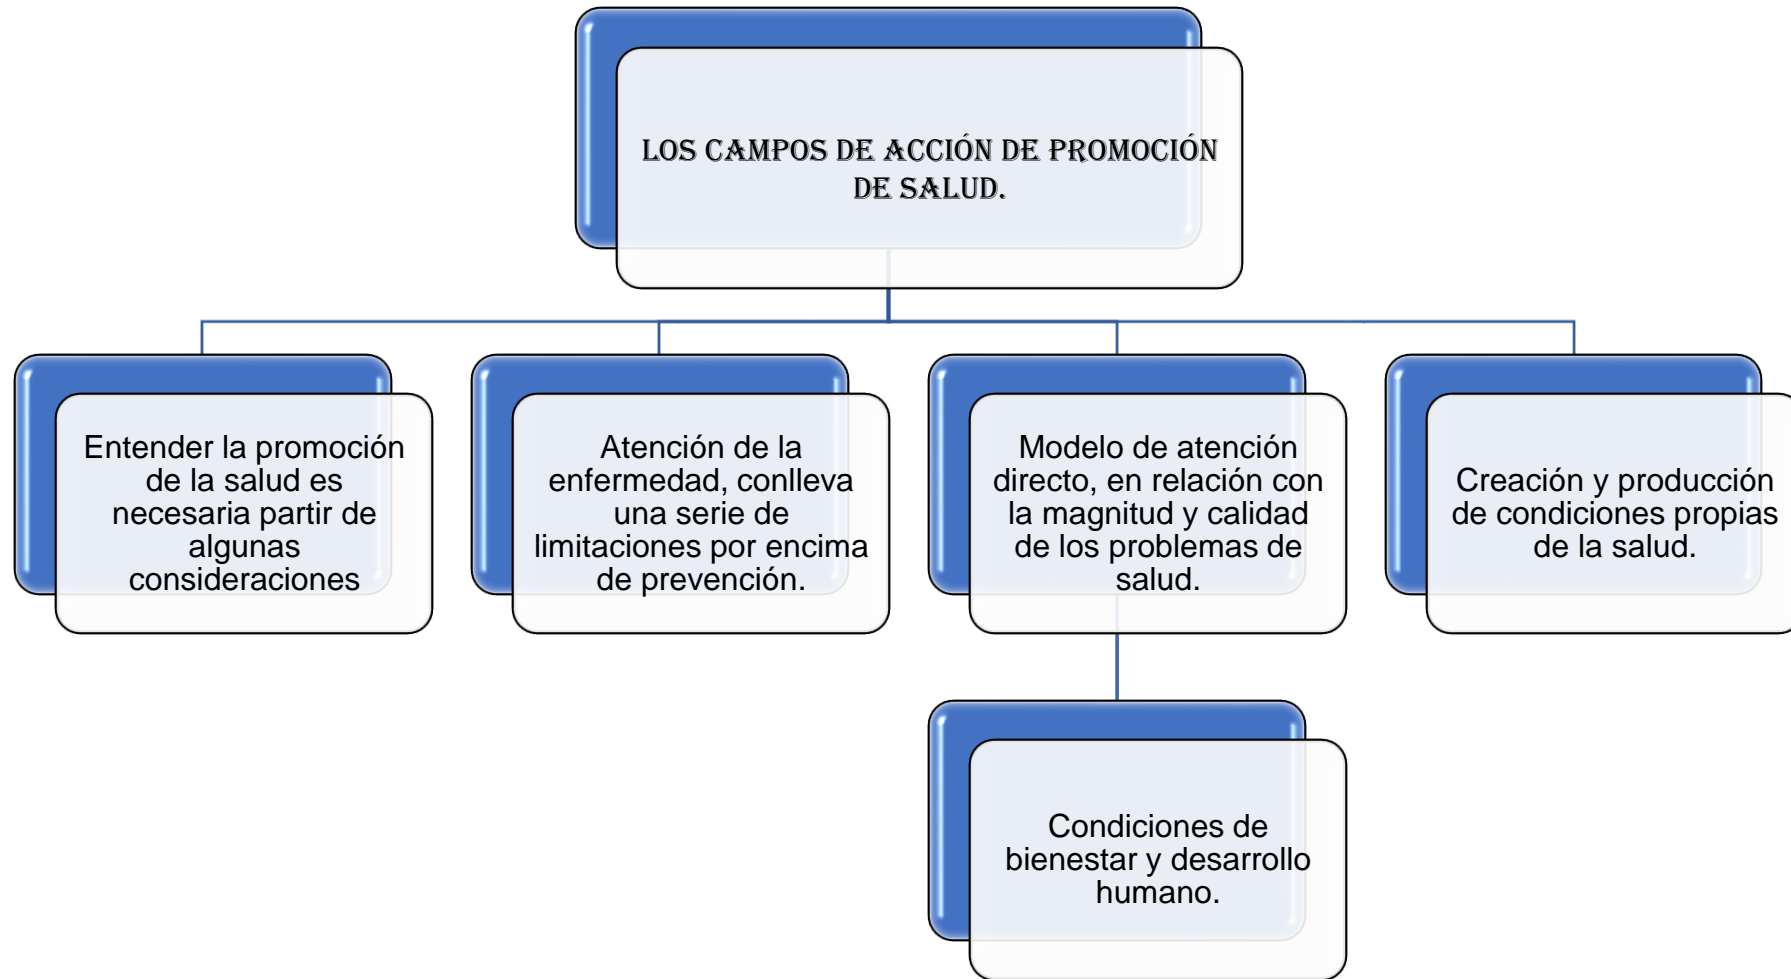 LOS CAMPOS DE ACCIÓN DE PROMOCIÓN
DE SALUD.
Entender la promoción
de la salud es
necesaria partir de
algunas
consideraciones
Atención de la
enfermedad, conlleva
una serie de
limitaciones por encima
de prevención.
Modelo de atención
directo, en relación con
la magnitud y calidad
de los problemas de
salud.
Creación y producción
de condiciones propias
de la salud.
Condiciones de
bienestar y desarrollo
humano.